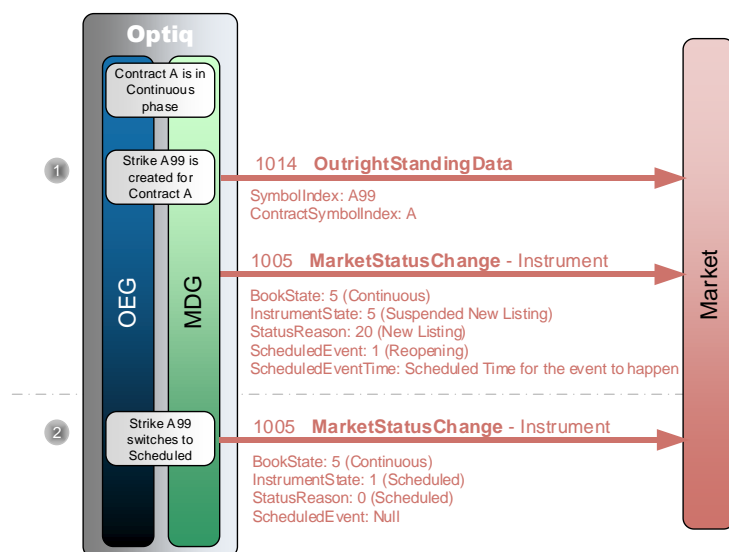 Optiq
Contract A is in
Continuous
phase
1
Strike A99 is
created for
Contract A
1014 OutrightStandingData
SymbolIndex: A99
ContractSymbolIndex: A
1005 MarketStatusChange - Instrument
BookState: 5 (Continuous)
InstrumentState: 5 (Suspended New Listing)
StatusReason: 20 (New Listing)
ScheduledEvent: 1 (Reopening)
ScheduledEventTime: Scheduled Time for the event to happen
OEG
MDG
Market
2
Strike A99
switches to
Scheduled
1005 MarketStatusChange - Instrument
BookState: 5 (Continuous)
InstrumentState: 1 (Scheduled)
StatusReason: 0 (Scheduled)
ScheduledEvent: Null